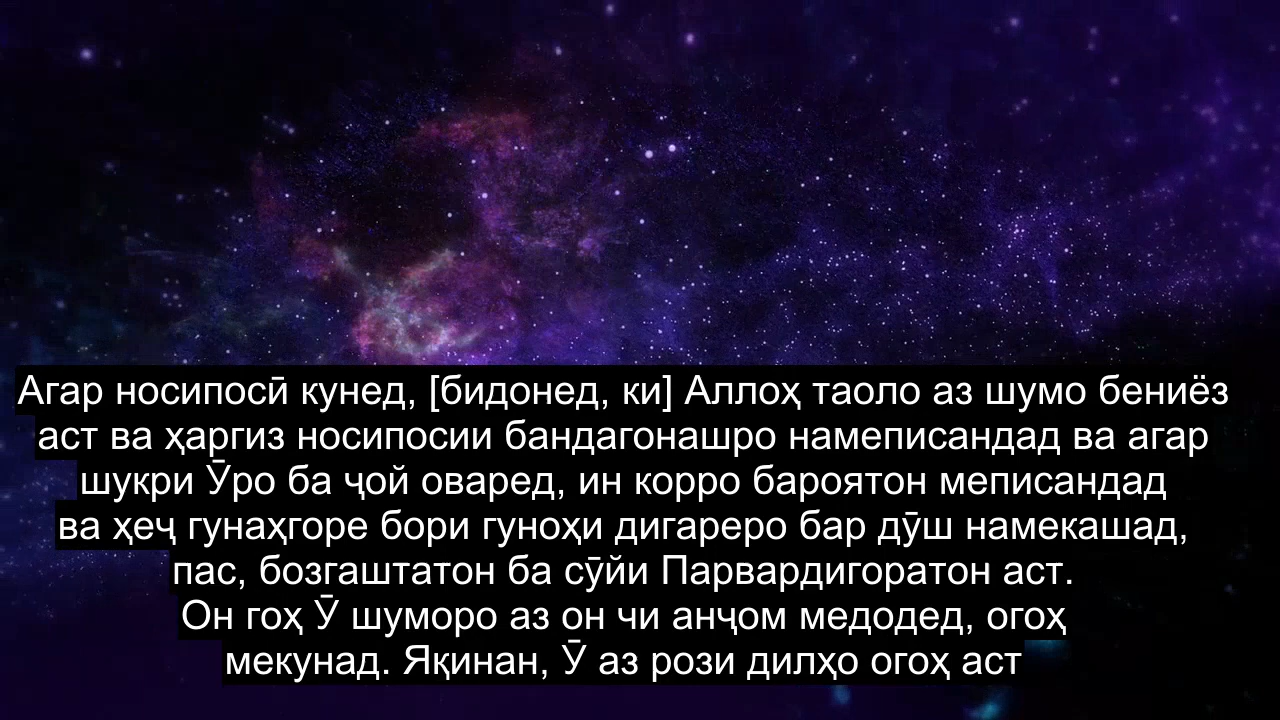 Агар носипосӣ кунед, [бидонед, ки] Аллоҳ таоло аз шумо бениёз
аст ва ҳаргиз носипосии бандагонашро намеписандад ва агар
шукри Ӯро ба ҷой оваред, ин корро бароятон меписандад
ва ҳеҷ гунаҳгоре бори гуноҳи дигареро бар дӯш намекашад,
пас, бозгаштатон ба сӯйи Парвардигоратон аст.
Он гоҳ Ӯ шуморо аз он чи анҷом медодед, огоҳ
мекунад. Яқинан, Ӯ аз рози дилҳо огоҳ аст